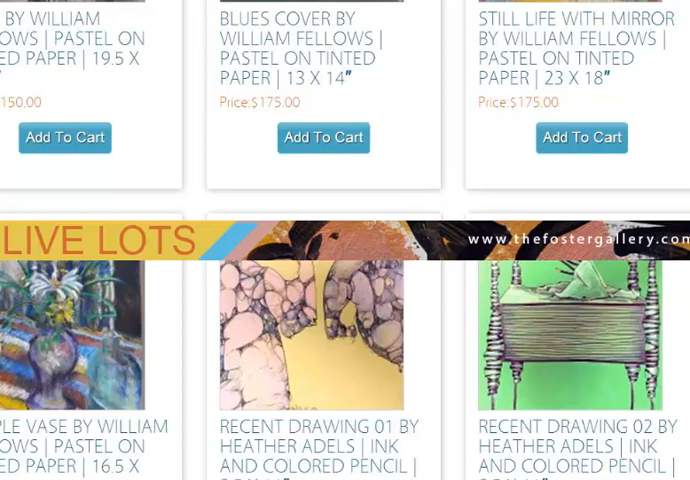 BY WILLIAM
OWS | PASTEL ON
ED PAPER | 19.5 X
150.00
Add To Cart
BLUES COVER BY
WILLIAM FELLOWS |
PASTEL ON TINTED
PAPER | 13 X 14″
Price:$175.00
Add To Cart
STILL LIFE WITH MIRROR
BY WILLIAM FELLOWS |
PASTEL ON TINTED
PAPER | 23 X 18″
Price:$175.00
Add To Cart
LIVE LOTS
www.thefostergallery.com
PLE VASE BY WILLIAM
OWS | PASTEL ON
ED PAPER | 16.5 X
RECENT DRAWING 01 BY
HEATHER ADELS | INK
AND COLORED PENCIL |
RECENT DRAWING 02 BY
HEATHER ADELS | INK
AND COLORED PENCIL |